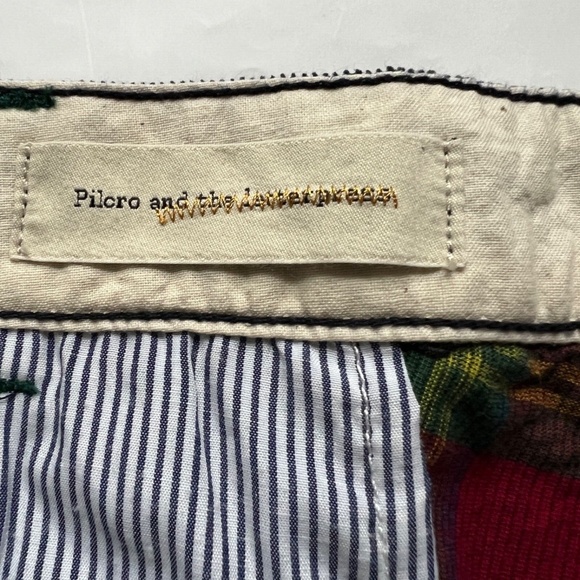 Pilcro and the letterpress